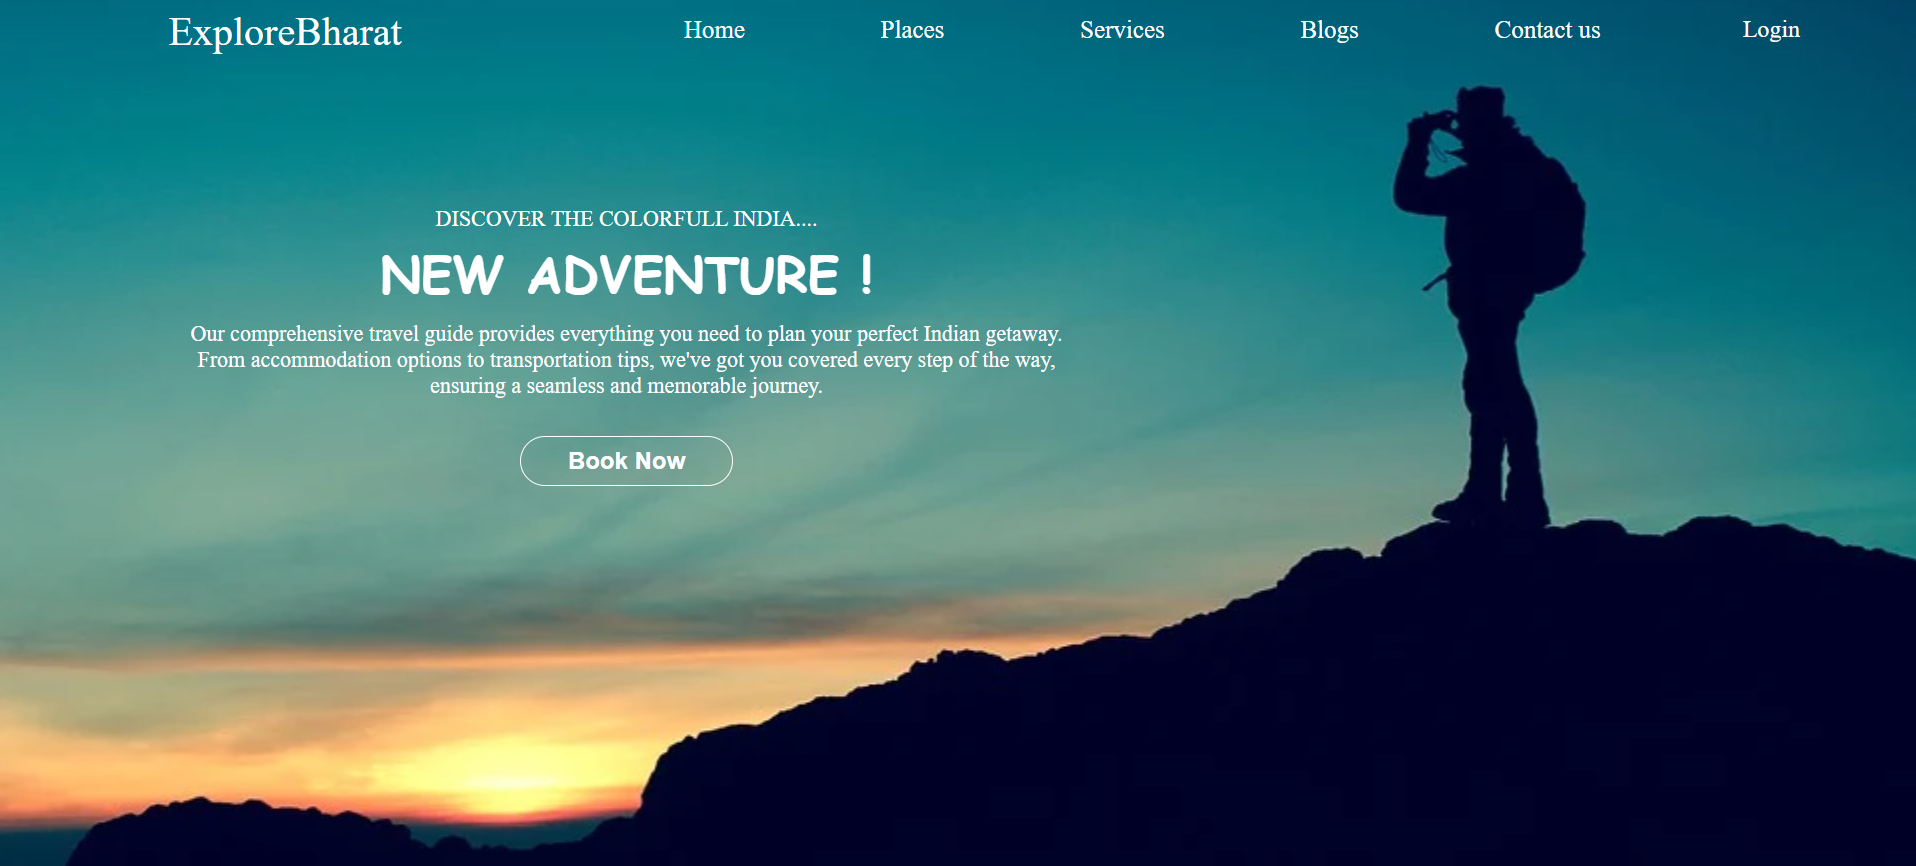 ExploreBharat
Home
Places
Services
Blogs
Contact us
Login
DISCOVER THE COLORFULL INDIA....
NEW ADVENTURE !
Our comprehensive travel guide provides everything you need to plan your perfect Indian getaway.
From accommodation options to transportation tips, we've got you covered every step of the way,
ensuring a seamless and memorable journey.
Book Now